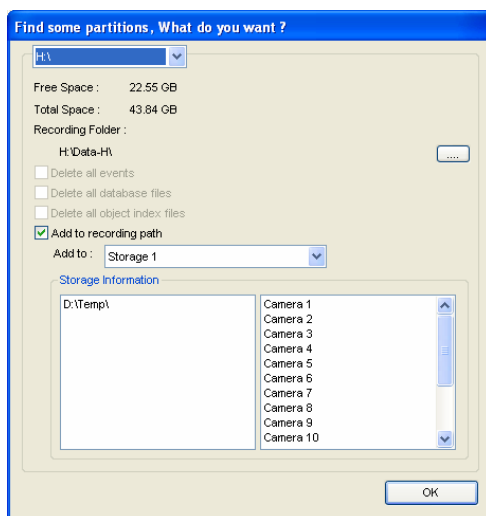 Find some partitions, What do you want ?
H:\
Free Space : 22.55 GB
Total Space : 43.84 GB
Recording Folder :
H:\Data-H\
....
Delete all events
Delete all database files
Delete all object index files
Add to recording path
Add to : Storage 1
Storage Information
D:\Temp\
Camera 1
Camera 2
Camera 3
Camera 4
Camera 5
Camera 6
Camera 7
Camera 8
Camera 9
Camera 10
OK